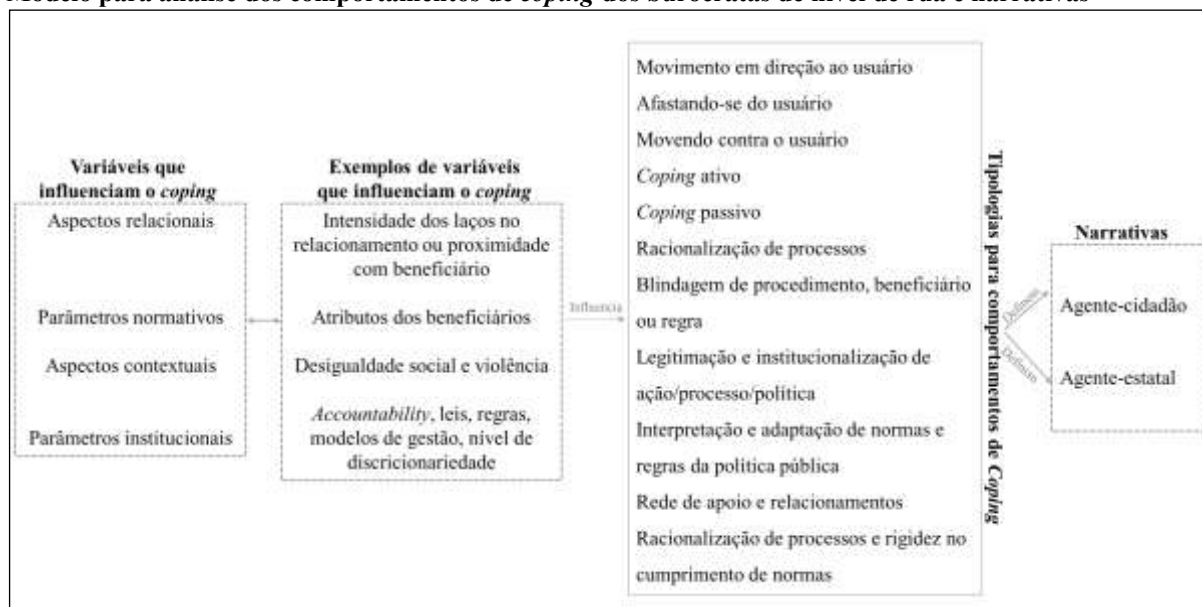 Modelo para análise dos comportamentos de coping dos burocratas de nível de rua e narrativas
Variáveis que
influenciam o coping
Aspectos relacionais
Parâmetros normativos
Aspectos contextuais
Parâmetros institucionais
Exemplos de variáveis
que influenciam o coping
Intensidade dos laços no
relacionamento ou proximidade
com beneficiário
Atributos dos beneficiários
Desigualdade social e violência
Accountability, leis, regras,
modelos de gestão, nível de
discricionariedade
Influencia
Movimento em direção ao usuário
Afastando-se do usuário
Movendo contra o usuário
Coping ativo
Coping passivo
Racionalização de processos
Blindagem de procedimento, beneficiário
ou regra
Legitimação e institucionalização de
ação/processo/política
Interpretação e adaptação de normas e
regras da política pública
Rede de apoio e relacionamentos
Racionalização de processos e rigidez no
cumprimento de normas
Tipologias para comportamentos de Coping
Definem
Definem
Narrativas
Agente-cidadão
Agente-estatal